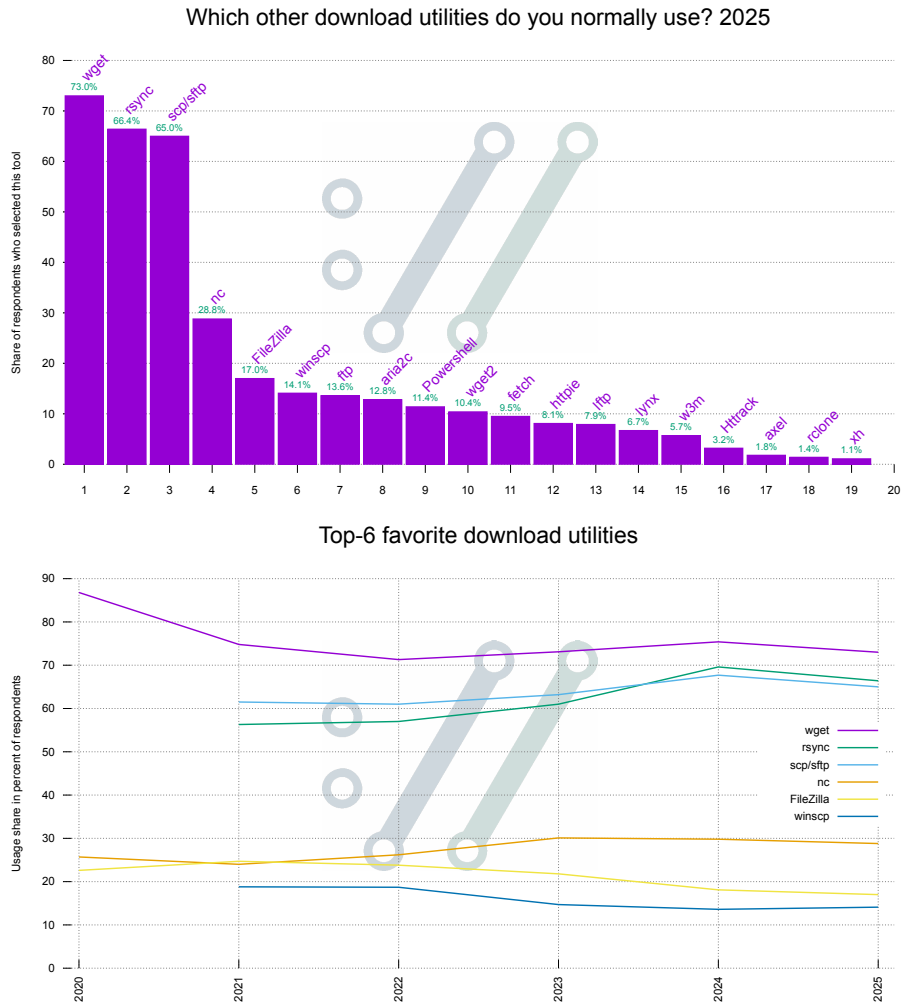 Which other download utilities do you normally use? 2025
Share of respondents who selected this tool
80
70
60
50
40
30
20
10
0
wget
73.0%
rsync
66.4%
scp/sftp
65.0%
nc
28.8%
FileZilla
17.0%
winscp
14.1%
ftp
13.6%
aria2c
12.8%
Powershell
11.4%
wget2
10.4%
fetch
9.5%
httpie
8.1%
lftp
7.9%
lynx
6.7%
w3m
5.7%
Httrack
3.2%
axel
1.8%
rclone
1.4%
xh
1.1%
1 2 3 4 5 6 7 8 9 10 11 12 13 14 15 16 17 18 19 20
Top-6 favorite download utilities
Usage share in percent of respondents
90
80
70
60
50
40
30
20
10
0
wget
rsync
scp/sftp
nc
FileZilla
winscp
2020 2021 2022 2023 2024 2025